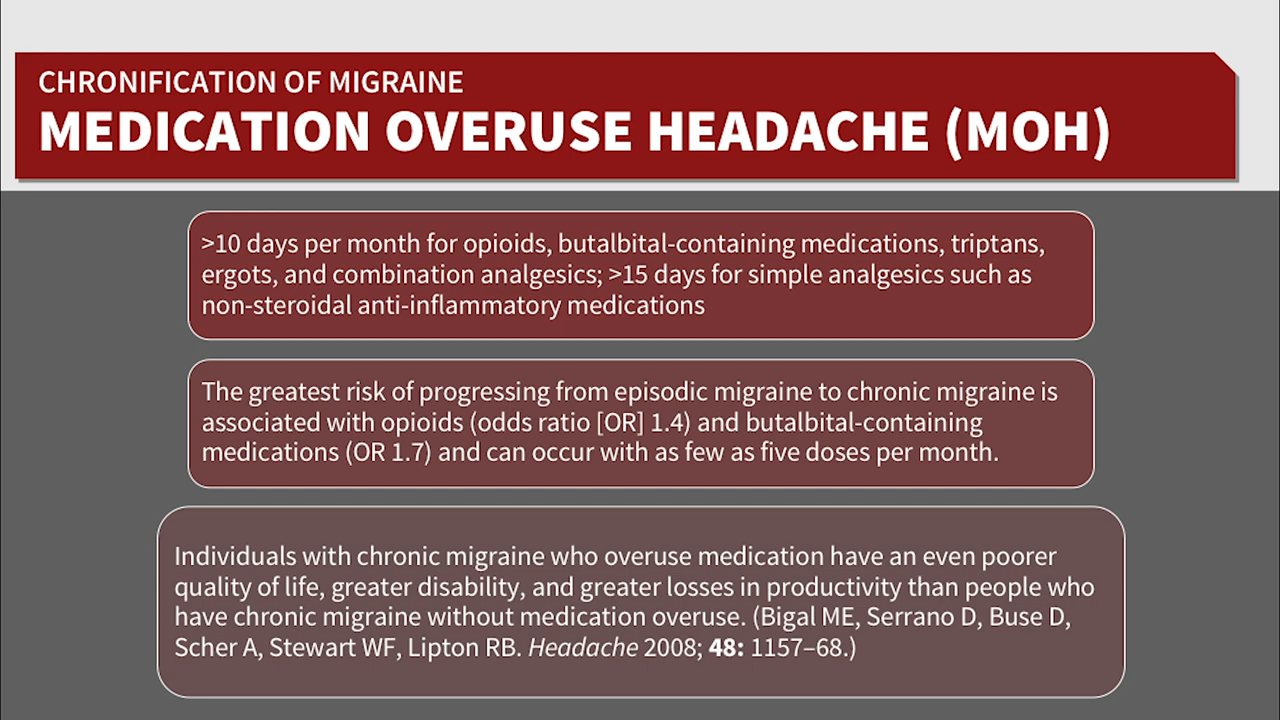 CHRONIFICATION OF MIGRAINE
MEDICATION OVERUSE HEADACHE (MOH)
>10 days per month for opioids, butalbital-containing medications, triptans,
ergots, and combination analgesics; >15 days for simple analgesics such as
non-steroidal anti-inflammatory medications
The greatest risk of progressing from episodic migraine to chronic migraine is
associated with opioids (odds ratio [OR] 1.4) and butalbital-containing
medications (OR 1.7) and can occur with as few as five doses per month.
Individuals with chronic migraine who overuse medication have an even poorer
quality of life, greater disability, and greater losses in productivity than people who
have chronic migraine without medication overuse. (Bigal ME, Serrano D, Buse D,
Scher A, Stewart WF, Lipton RB. Headache 2008; 48: 1157–68.)